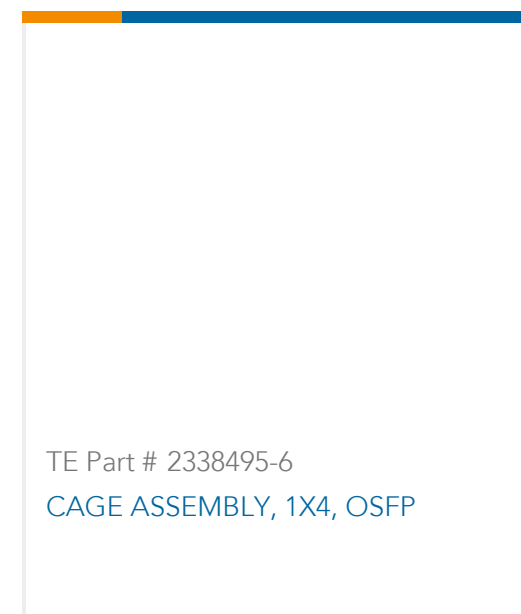 TE Part # 2338495-6
CAGE ASSEMBLY, 1X4, OSFP